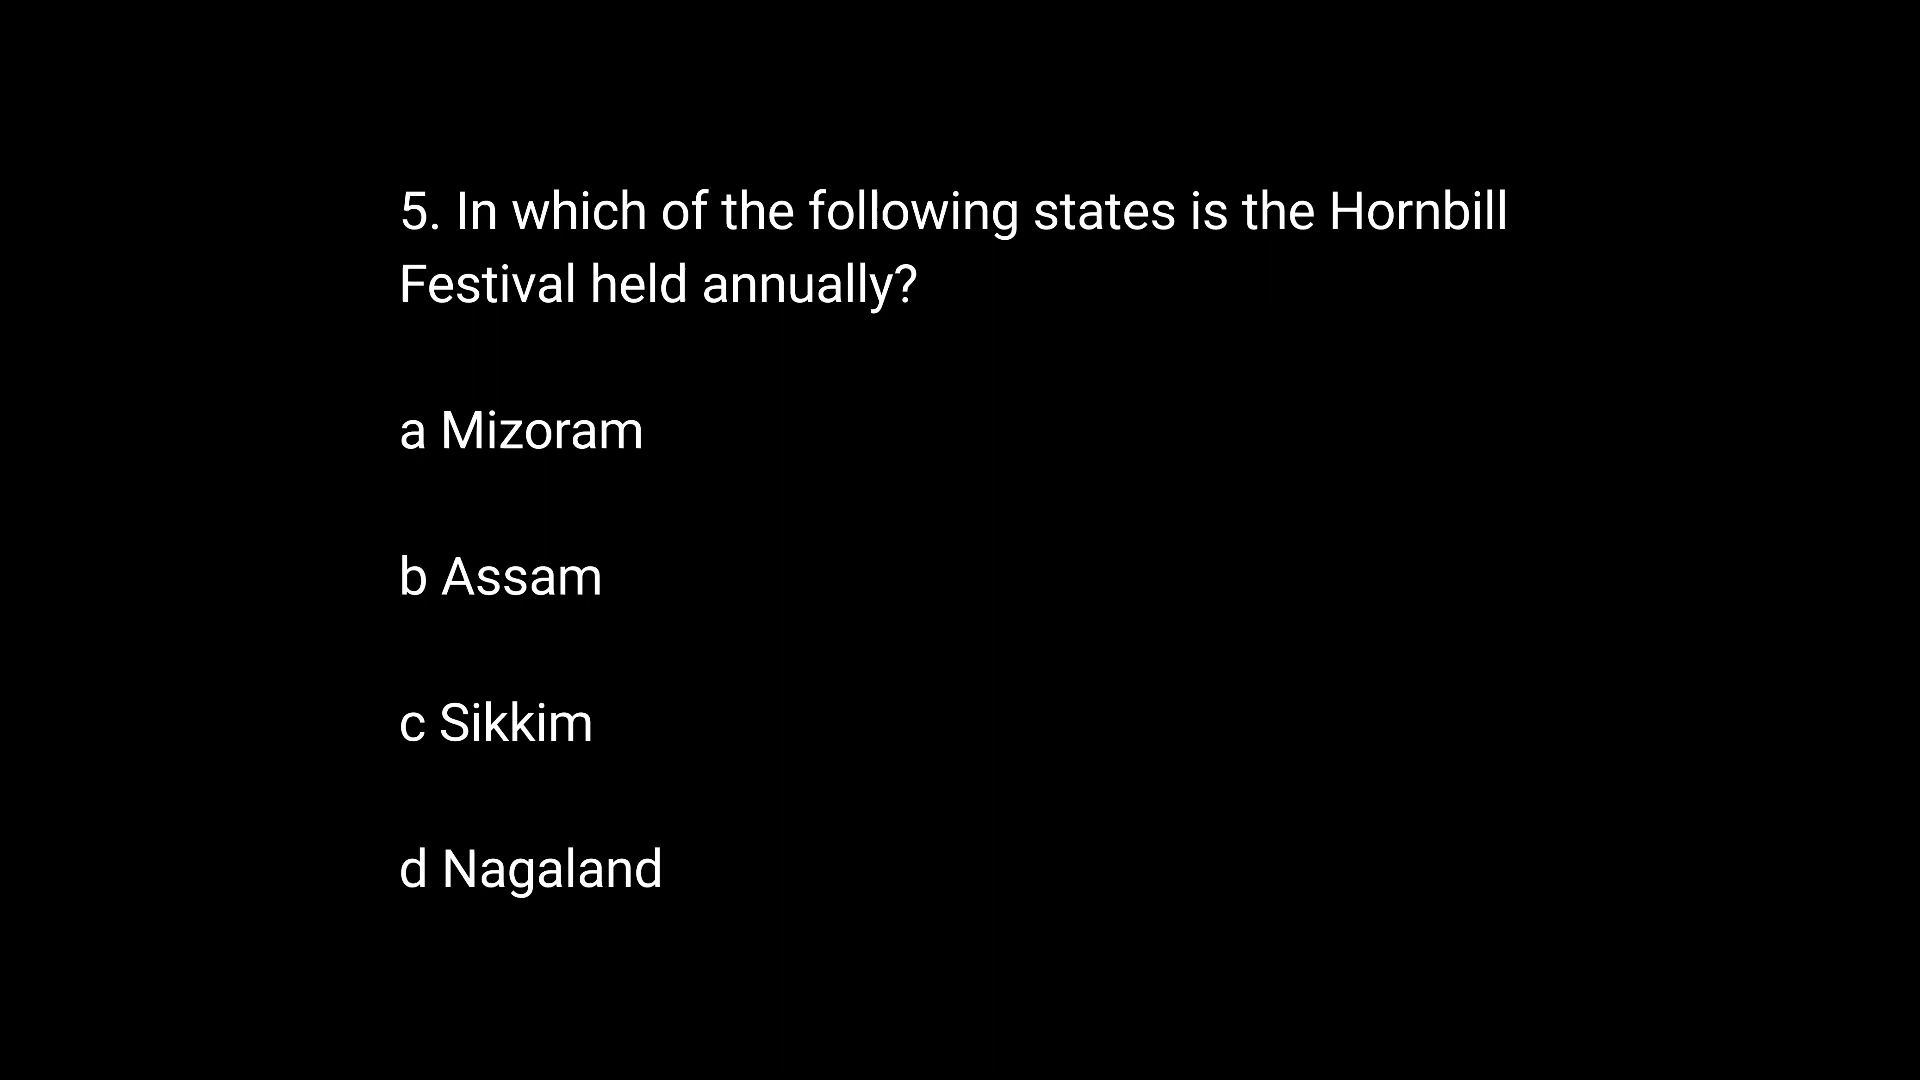 5. In which of the following states is the Hornbill
Festival held annually?
a Mizoram
b Assam
c Sikkim
d Nagaland